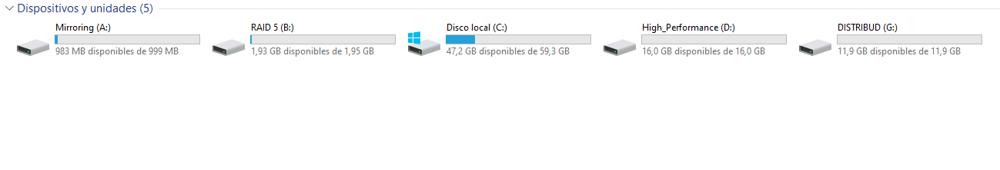 Dispositivos y unidades (5)
Mirroring (A:)
983 MB disponibles de 999 MB
RAID 5 (B:)
1,93 GB disponibles de 1,95 GB
Disco local (C:)
47,2 GB disponibles de 59,3 GB
High_Performance (D:)
16,0 GB disponibles de 16,0 GB
DISTRIBUD (G:)
11,9 GB disponibles de 11,9 GB